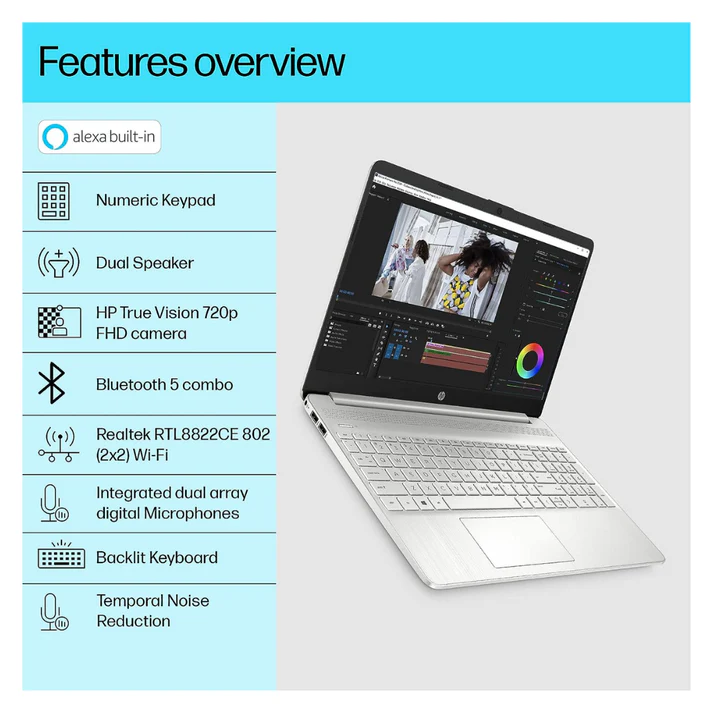 Features overview
alexa built-in
Numeric Keypad
Dual Speaker
HP True Vision 720p
FHD camera
Bluetooth 5 combo
Realtek RTL8822CE 802
(2x2) Wi-Fi
Integrated dual array
digital Microphones
Backlit Keyboard
Temporal Noise
Reduction
hp